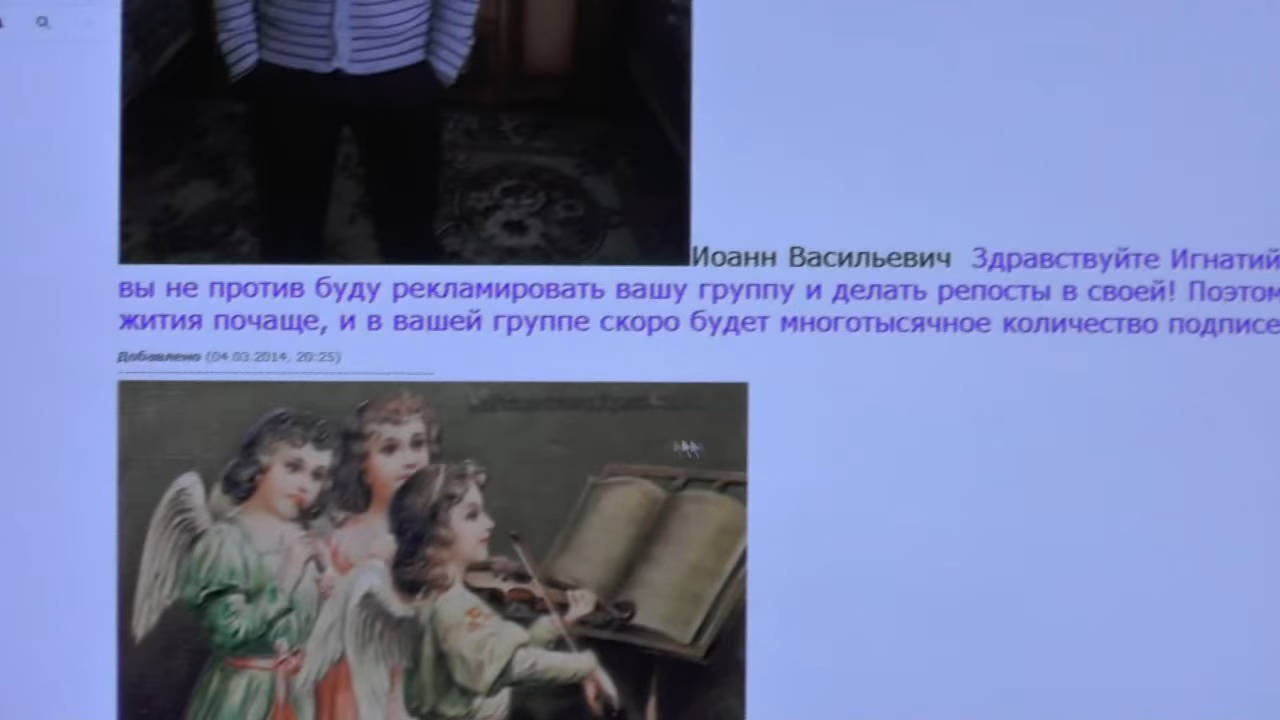 Иоанн Васильевич Здравствуйте Игнатий
вы не против буду рекламировать вашу группу и делать репосты в своей! Поэтом
жития почаще, и в вашей группе скоро будет многотысячное количество подписе
Добавлено (04.03.2014, 20:25)